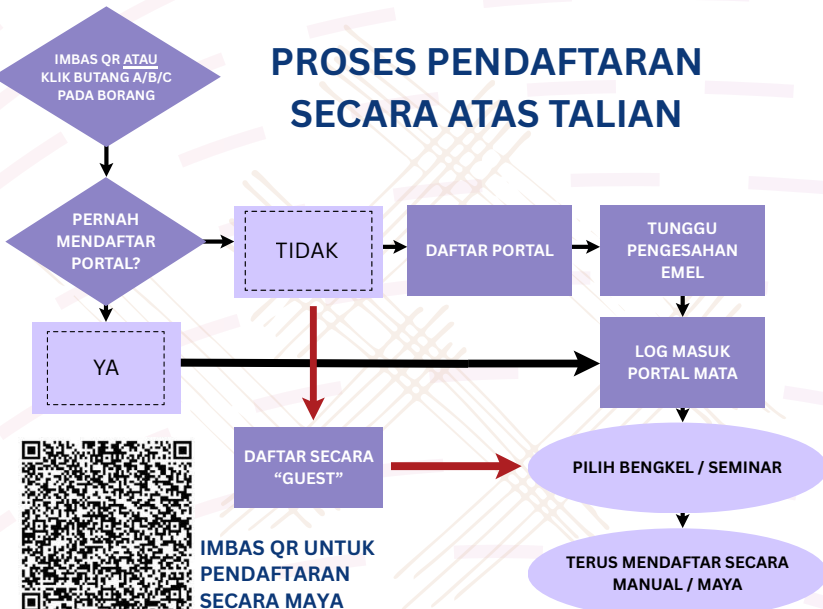 IMBAS QR ATAU
KLIK BUTANG A/B/C
PADA BORANG
PROSES PENDAFTARAN
SECARA ATAS TALIAN
PERNAH
MENDAFTAR
PORTAL?
TIDAK
DAFTAR PORTAL
TUNGGU
PENGESAHAN
EMEL
YA
LOG MASUK
PORTAL MATA
DAFTAR SECARA
“GUEST”
PILIH BENGKEL / SEMINAR
IMBAS QR UNTUK
PENDAFTARAN
SECARA MAYA
TERUS MENDAFTAR SECARA
MANUAL / MAYA